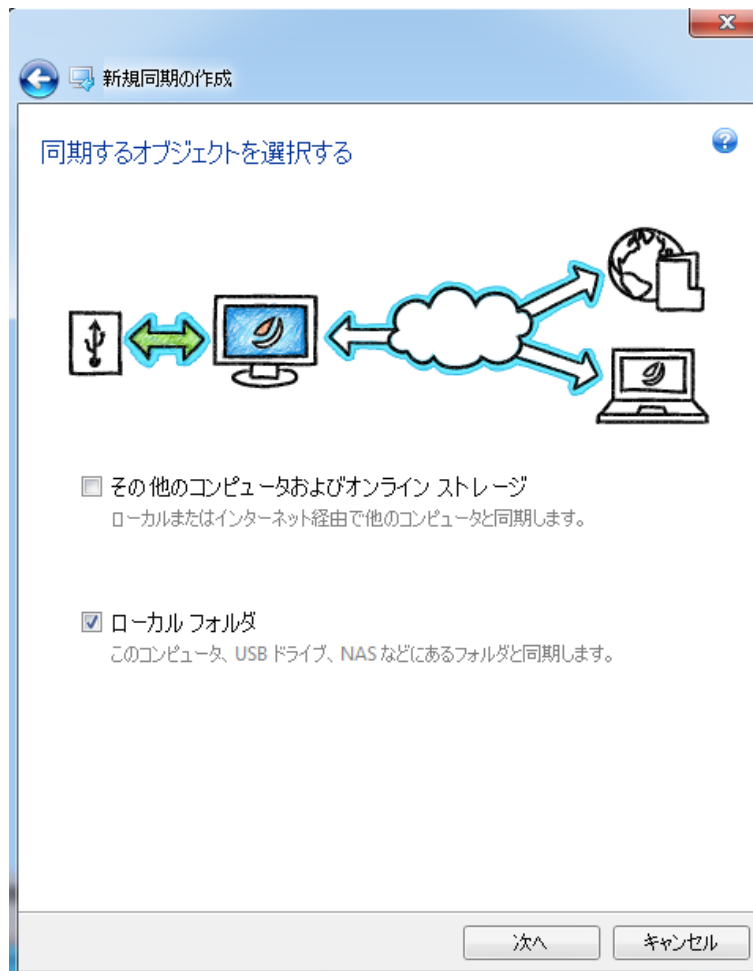 新規同期の作成
同期するオブジェクトを選択する
その他のコンピュータおよびオンライン ストレージ
ローカルまたはインターネット経由で他のコンピュータと同期します。
ローカル フォルダ
このコンピュータ、USB ドライブ、NAS などにあるフォルダと同期します。
次へ
キャンセル